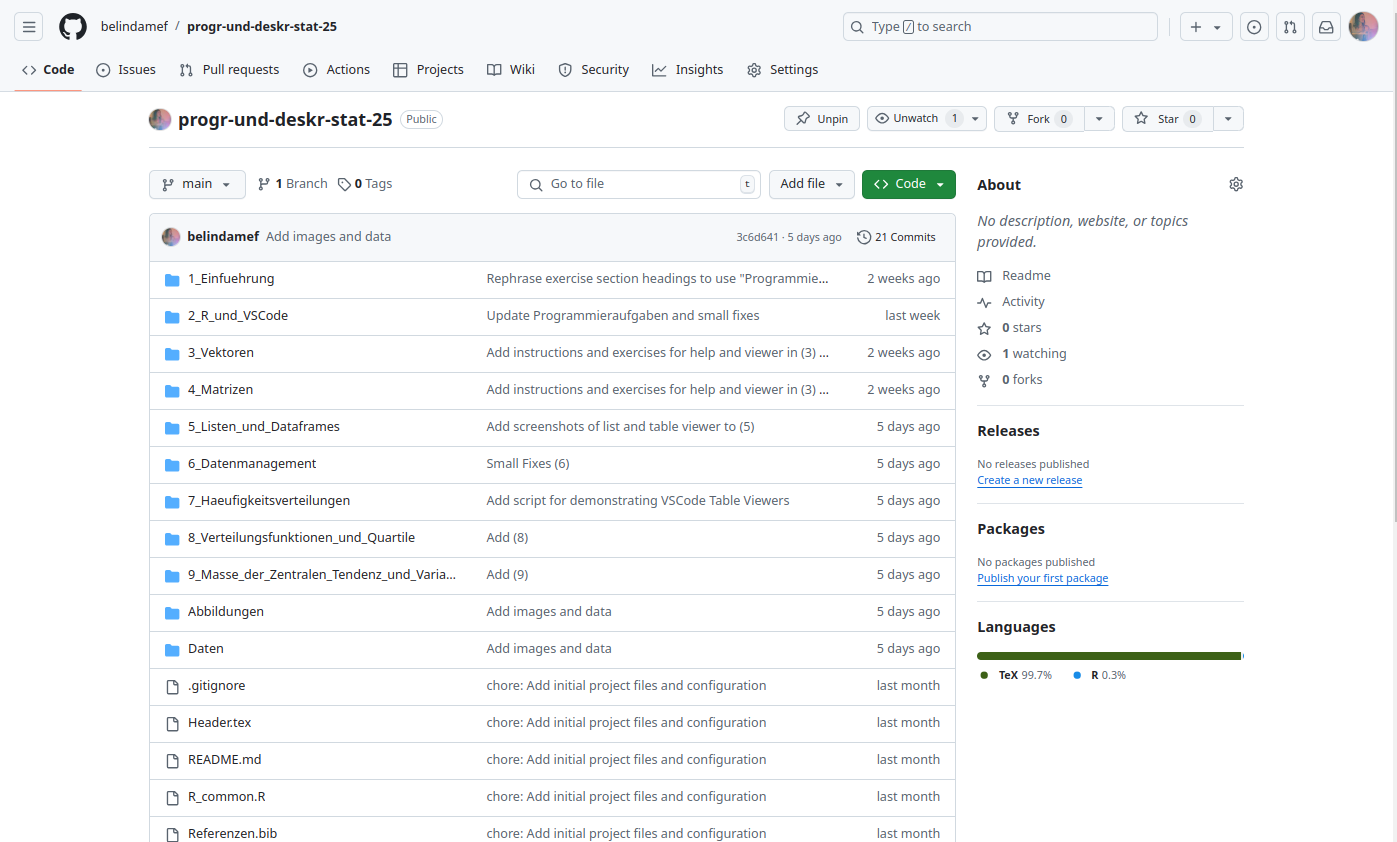 belindamef / progr-und-deskr-stat-25
Type / to search
Code Issues Pull requests Actions Projects Wiki Security Insights Settings
progr-und-deskr-stat-25 Public
Unpin Unwatch 1 Fork 0 Star 0
main 1 Branch 0 Tags
Go to file t
Add file Code
belindamef Add images and data 3c6d641 · 5 days ago 21 Commits
1_Einfuehrung Rephrase exercise section headings to use "Programmie... 2 weeks ago
2_R_und_VSCode Update Programmieraufgaben and small fixes last week
3_Vektoren Add instructions and exercises for help and viewer in (3) ... 2 weeks ago
4_Matrizen Add instructions and exercises for help and viewer in (3) ... 2 weeks ago
5_Listen_und_Dataframes Add screenshots of list and table viewer to (5) 5 days ago
6_Datenmanagement Small Fixes (6) 5 days ago
7_Haeufigkeitsverteilungen Add script for demonstrating VSCode Table Viewers 5 days ago
8_Verteilungsfunktionen_und_Quartile Add (8) 5 days ago
9_Masse_der_Zentralen_Tendenz_und_Varia... Add (9) 5 days ago
Abbildungen Add images and data 5 days ago
Daten Add images and data 5 days ago
.gitignore chore: Add initial project files and configuration last month
Header.tex chore: Add initial project files and configuration last month
README.md chore: Add initial project files and configuration last month
R_common.R chore: Add initial project files and configuration last month
Referenzen.bib chore: Add initial project files and configuration last month
About
No description, website, or topics
provided.
Readme
Activity
0 stars
1 watching
0 forks
Releases
No releases published
Create a new release
Packages
No packages published
Publish your first package
Languages
TeX 99.7% R 0.3%